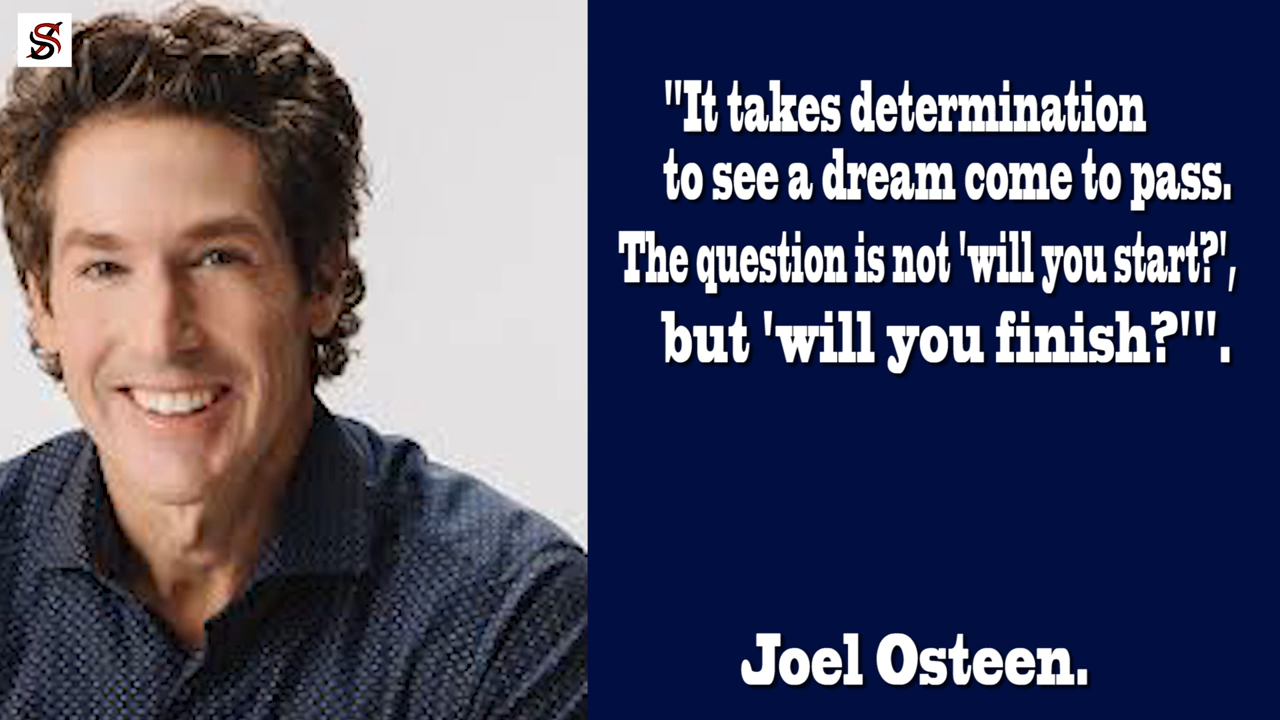 "It takes determination
to see a dream come to pass.
The question is not 'will you start?',
but 'will you finish?'".
Joel Osteen.